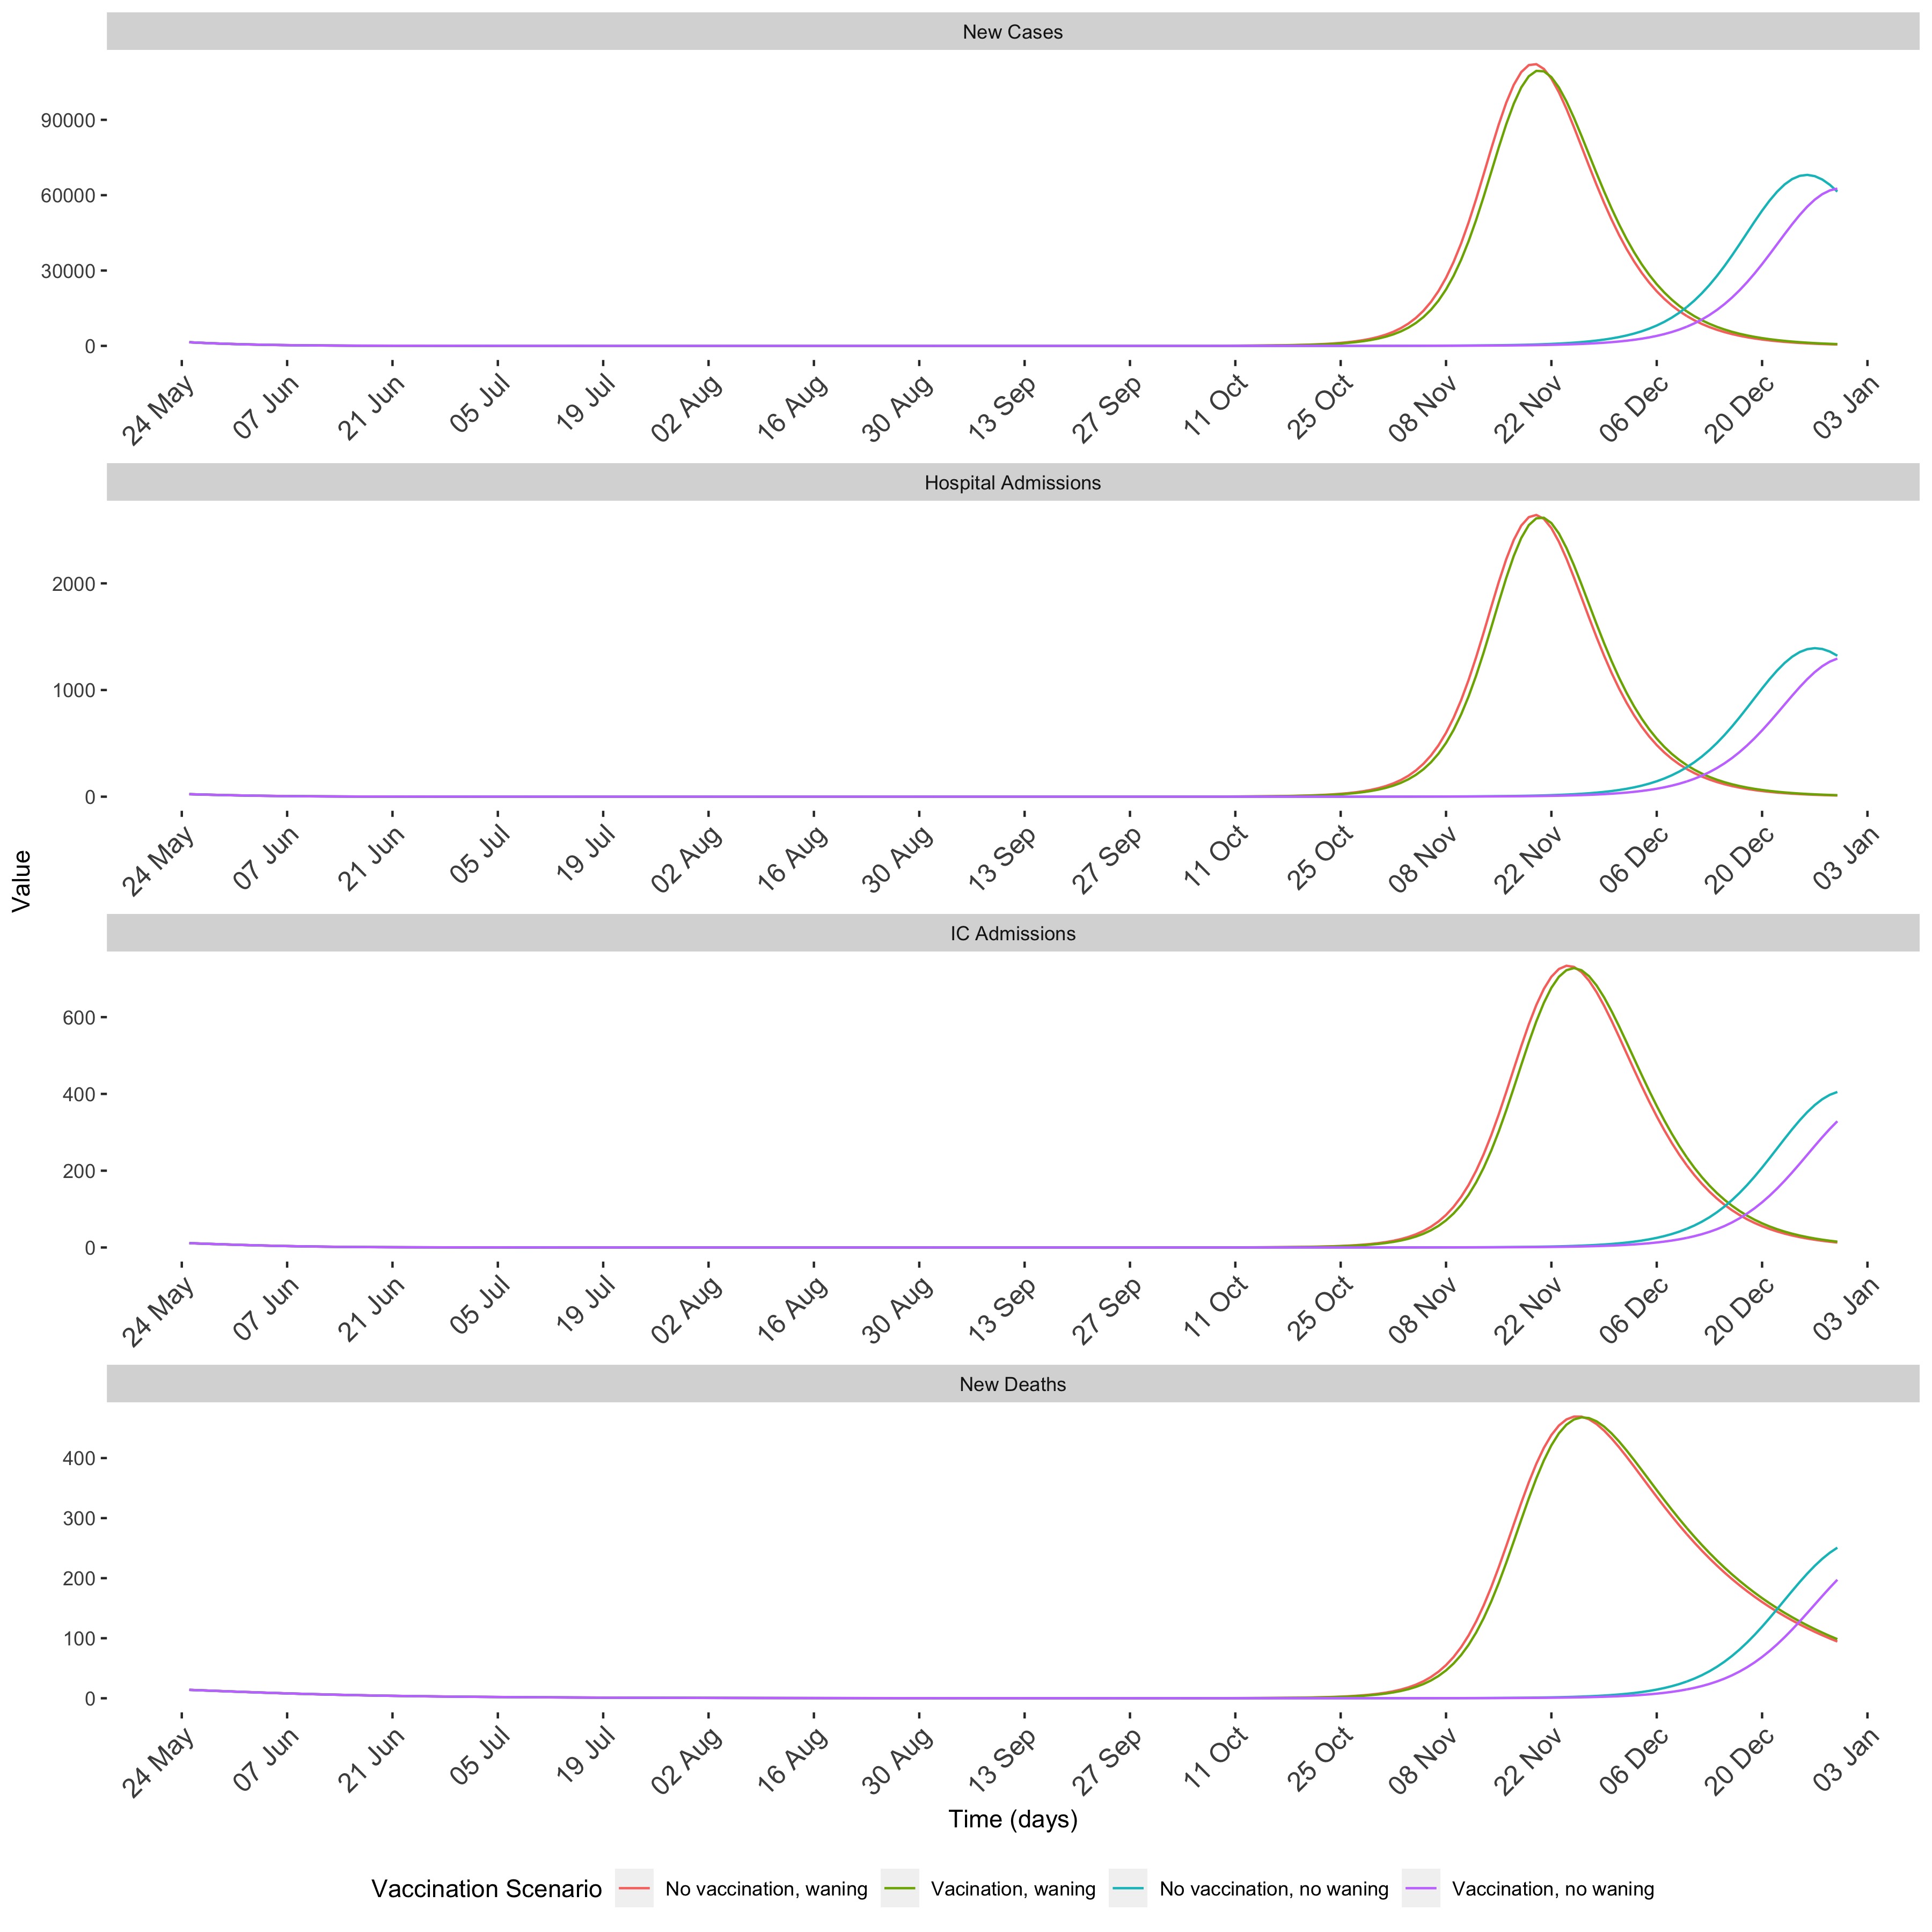 New Cases
90000
60000
30000
0
24 May 07 Jun 21 Jun 05 Jul 19 Jul 02 Aug 16 Aug 30 Aug 13 Sep 27 Sep 11 Oct 25 Oct 08 Nov 22 Nov 06 Dec 20 Dec 03 Jan
Hospital Admissions
2000
1000
0
24 May 07 Jun 21 Jun 05 Jul 19 Jul 02 Aug 16 Aug 30 Aug 13 Sep 27 Sep 11 Oct 25 Oct 08 Nov 22 Nov 06 Dec 20 Dec 03 Jan
Value
IC Admissions
600
400
200
0
24 May 07 Jun 21 Jun 05 Jul 19 Jul 02 Aug 16 Aug 30 Aug 13 Sep 27 Sep 11 Oct 25 Oct 08 Nov 22 Nov 06 Dec 20 Dec 03 Jan
New Deaths
400
300
200
100
0
24 May 07 Jun 21 Jun 05 Jul 19 Jul 02 Aug 16 Aug 30 Aug 13 Sep 27 Sep 11 Oct 25 Oct 08 Nov 22 Nov 06 Dec 20 Dec 03 Jan
Time (days)
Vaccination Scenario No vaccination, waning Vacination, waning No vaccination, no waning Vaccination, no waning